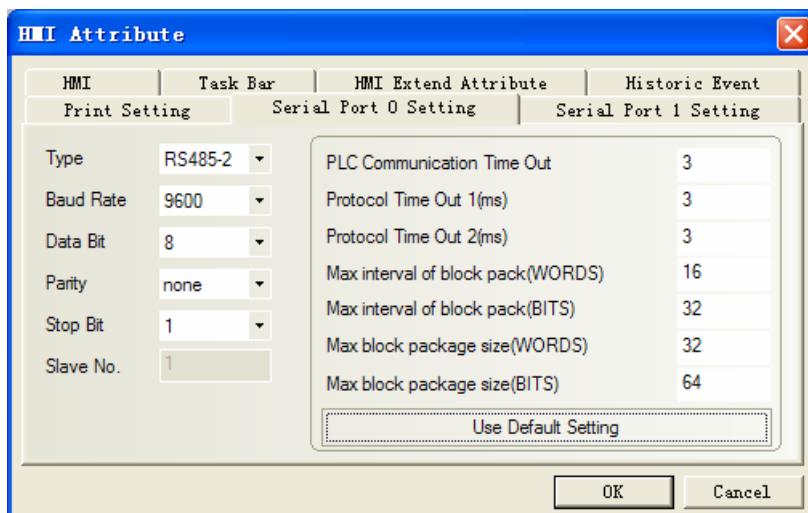 HMI Attribute
HMI Task Bar HMI Extend Attribute Historic Event
Print Setting Serial Port 0 Setting Serial Port 1 Setting
Type RS485-2
Baud Rate 9600
Data Bit 8
Parity none
Stop Bit 1
Slave No. 1
PLC Communication Time Out 3
Protocol Time Out 1(ms) 3
Protocol Time Out 2(ms) 3
Max interval of block pack(WORDS) 16
Max interval of block pack(BITS) 32
Max block package size(WORDS) 32
Max block package size(BITS) 64
Use Default Setting
OK Cancel